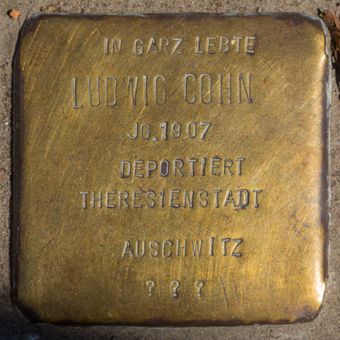 IN GARZ LEBTE
LUDWIG COHN
JG. 1907
DEPORTIERT
THERESIENSTADT
AUSCHWITZ
? ? ?